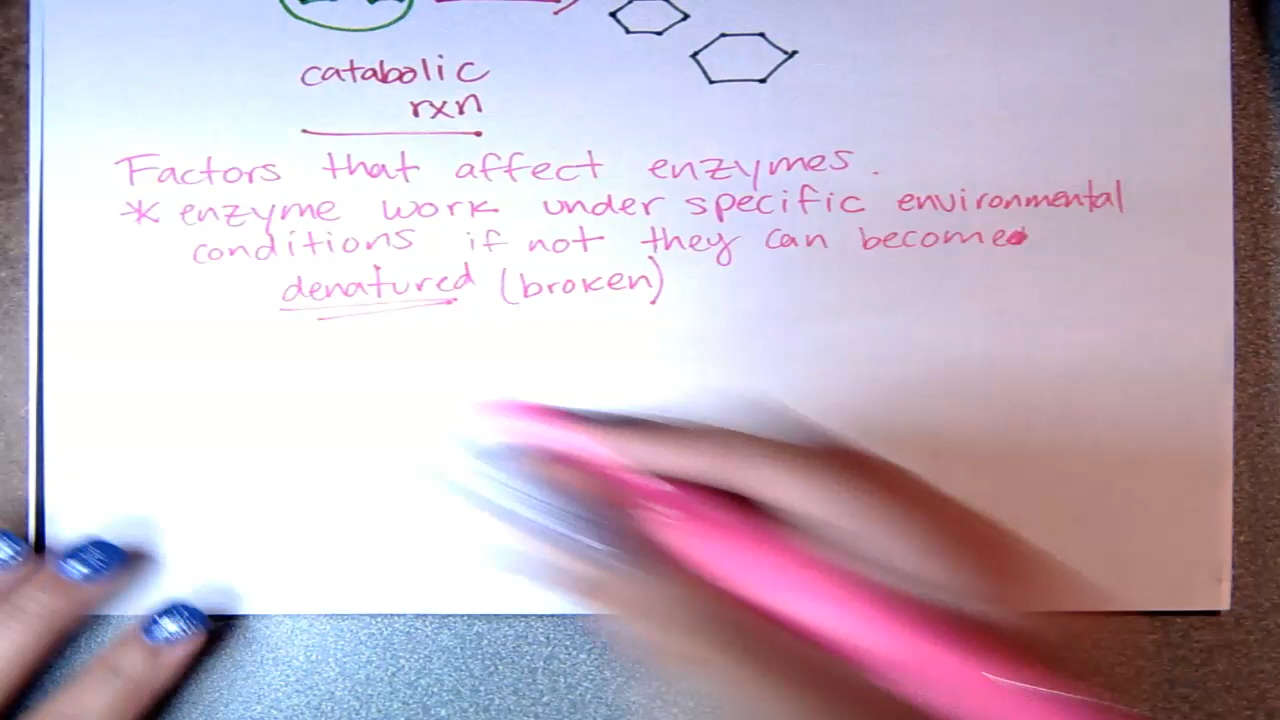 catabolic
rxn
Factors that affect enzymes.
* enzyme work under specific environmental
conditions if not they can become
denatured (broken)